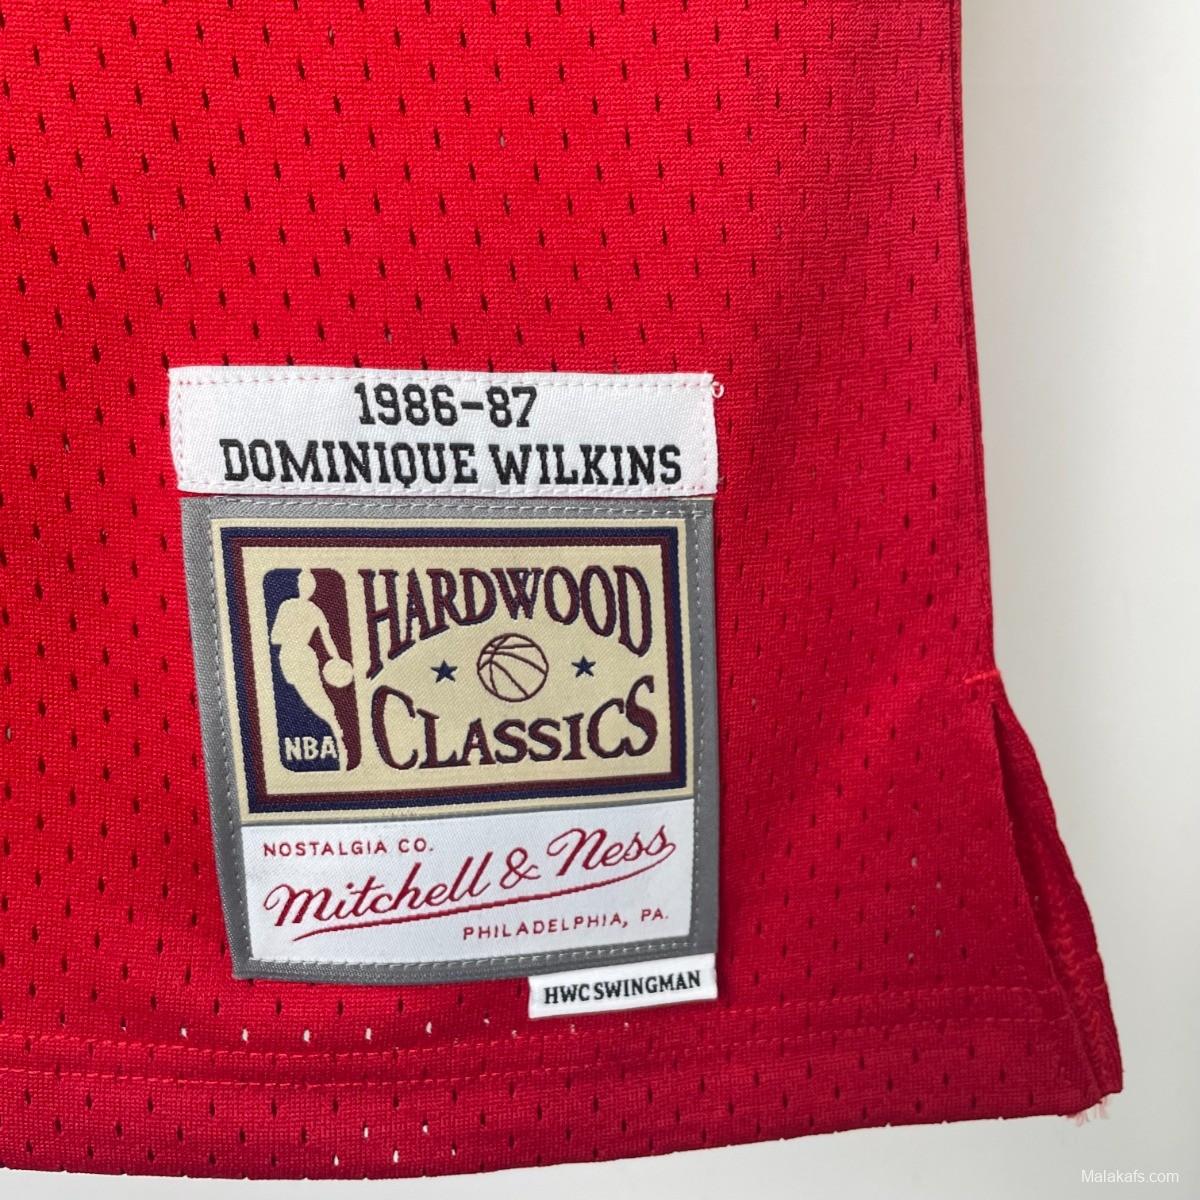 1986-87
DOMINIQUE WILKINS
HARDWOOD
CLASSICS
NBA
NOSTALGIA CO.
Mitchell & Ness
PHILADELPHIA, PA.
HWC SWINGMAN
Malakafs.com